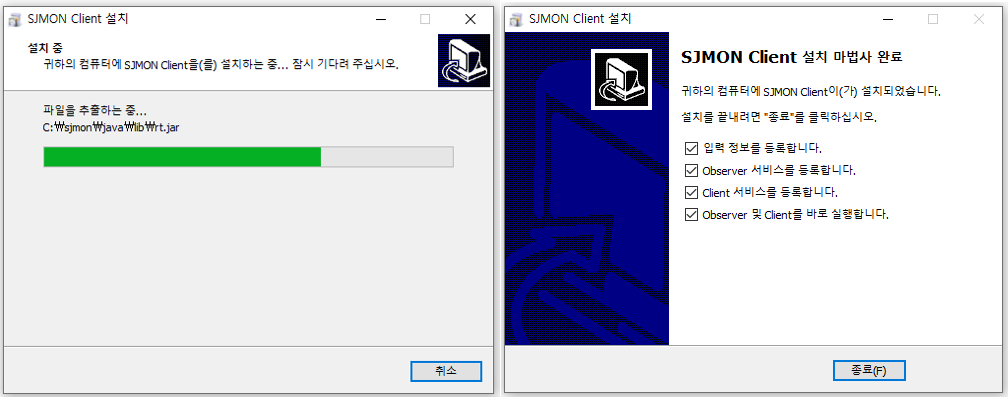 SJMON Client 설치
설치 중
귀하의 컴퓨터에 SJMON Client을(를) 설치하는 중... 잠시 기다려 주십시오.
파일을 추출하는 중...
C:₩sjmon₩java₩lib₩rt.jar
취소
SJMON Client 설치
SJMON Client 설치 마법사 완료
귀하의 컴퓨터에 SJMON Client이(가) 설치되었습니다.
설치를 끝내려면 "종료"를 클릭하십시오.
입력 정보를 등록합니다.
Observer 서비스를 등록합니다.
Client 서비스를 등록합니다.
Observer 및 Client를 바로 실행합니다.
종료(F)